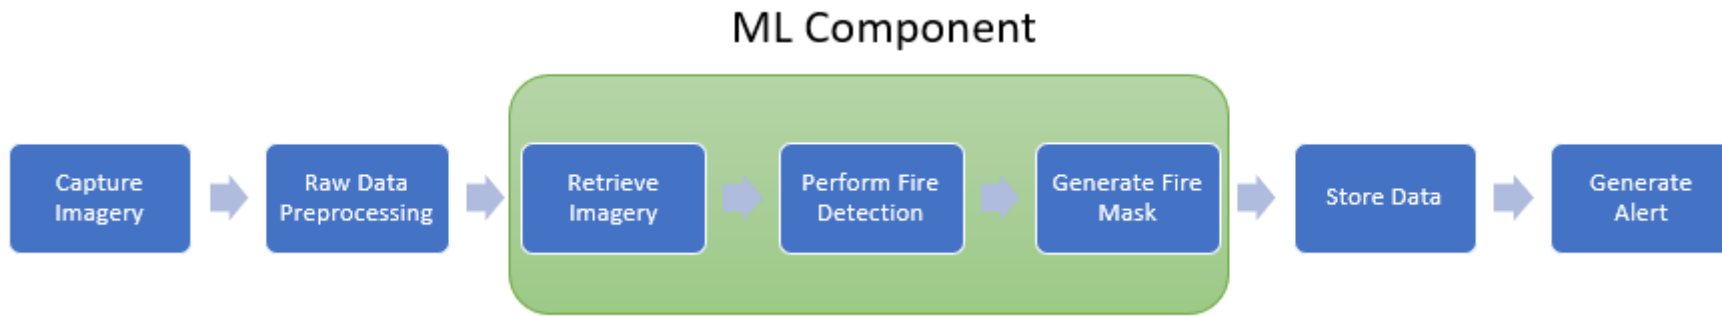 ML Component
Capture
Imagery
Raw Data
Preprocessing
Retrieve
Imagery
Perform Fire
Detection
Generate Fire
Mask
Store Data
Generate
Alert